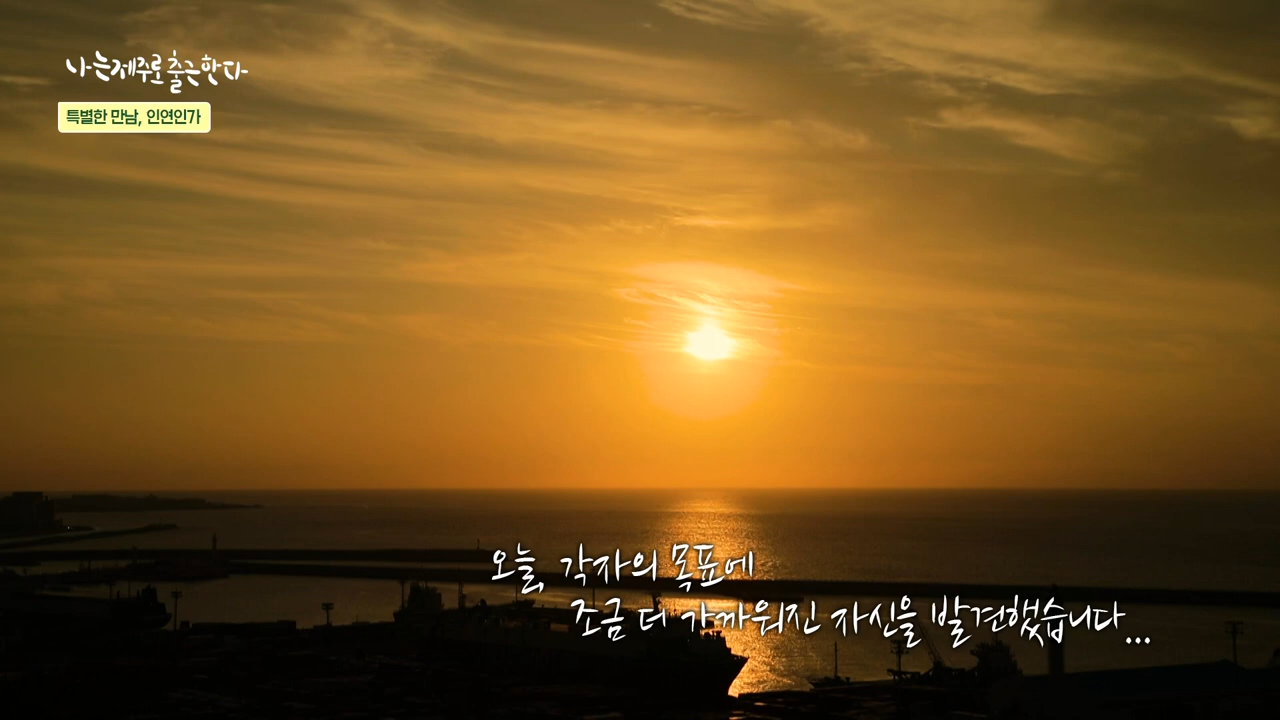 나는 제주로 출근한다
특별한 만남, 인연인가
오늘, 각자의 목표에
조금 더 가까워진 자신을 발견했습니다...